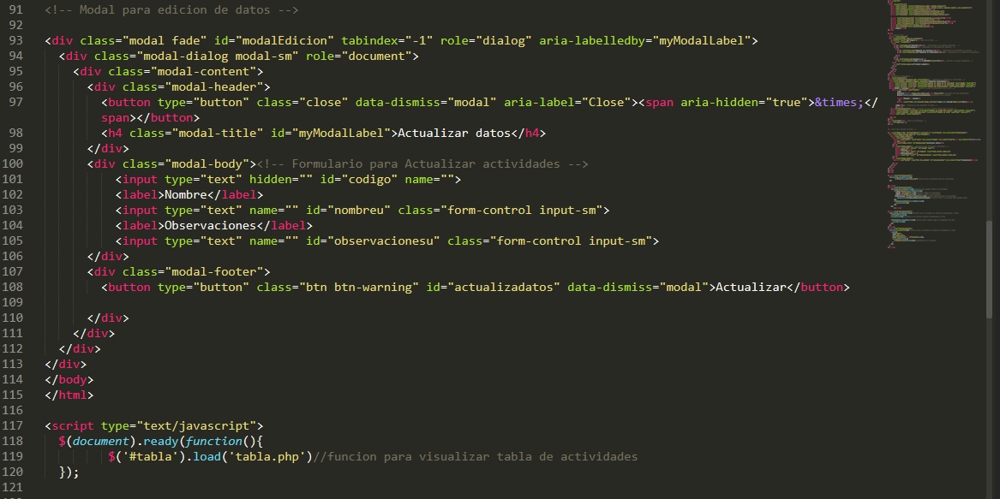 91 <!-- Modal para edicion de datos -->
92
93 <div class="modal fade" id="modalEdicion" tabindex="-1" role="dialog" aria-labelledby="myModalLabel">
94 <div class="modal-dialog modal-sm" role="document">
95 <div class="modal-content">
96 <div class="modal-header">
97 <button type="button" class="close" data-dismiss="modal" aria-label="Close"><span aria-hidden="true">&times;</
span></button>
98 <h4 class="modal-title" id="myModalLabel">Actualizar datos</h4>
99 </div>
100 <div class="modal-body"><!-- Formulario para Actualizar actividades -->
101 <input type="text" hidden="" id="codigo" name="">
102 <label>Nombre</label>
103 <input type="text" name="" id="nombreu" class="form-control input-sm">
104 <label>Observaciones</label>
105 <input type="text" name="" id="observacionesu" class="form-control input-sm">
106 </div>
107 <div class="modal-footer">
108 <button type="button" class="btn btn-warning" id="actualizadatos" data-dismiss="modal">Actualizar</button>
109
110 </div>
111 </div>
112 </div>
113 </div>
114 </body>
115 </html>
116
117 <script type="text/javascript">
118 $(document).ready(function(){
119 $('#tabla').load('tabla.php')//funcion para visualizar tabla de actividades
120 });
121